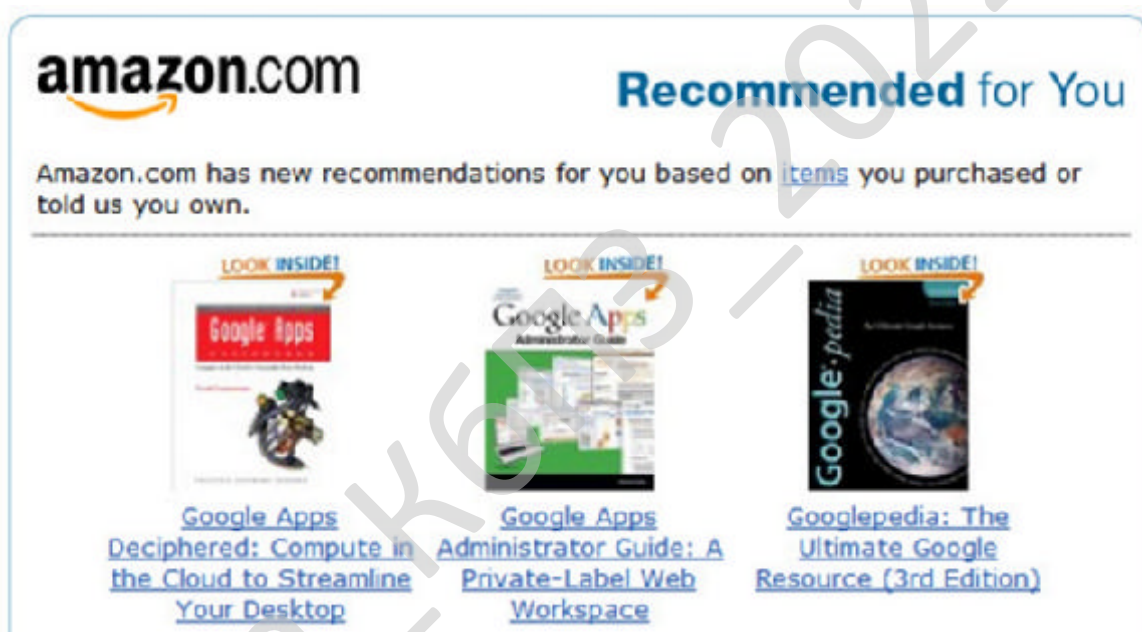 amazon.com
Recommended for You
Amazon.com has new recommendations for you based on items you purchased or
told us you own.
LOOK INSIDE!
LOOK INSIDE!
LOOK INSIDE!
Google Apps
Google Apps
Administrator Guide
Google·pedia
Google Apps
Deciphered: Compute in
the Cloud to Streamline
Your Desktop
Google Apps
Administrator Guide: A
Private-Label Web
Workspace
Googlepedia: The
Ultimate Google
Resource (3rd Edition)